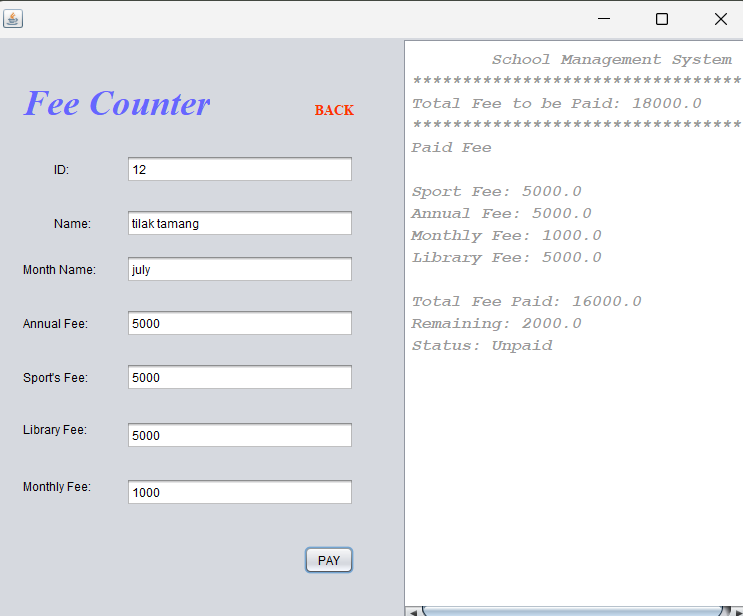 Fee Counter
BACK
ID: 12
Name: tilak tamang
Month Name: july
Annual Fee: 5000
Sport's Fee: 5000
Library Fee: 5000
Monthly Fee: 1000
PAY
School Management System
*********************************
Total Fee to be Paid: 18000.0
*********************************
Paid Fee
Sport Fee: 5000.0
Annual Fee: 5000.0
Monthly Fee: 1000.0
Library Fee: 5000.0
Total Fee Paid: 16000.0
Remaining: 2000.0
Status: Unpaid